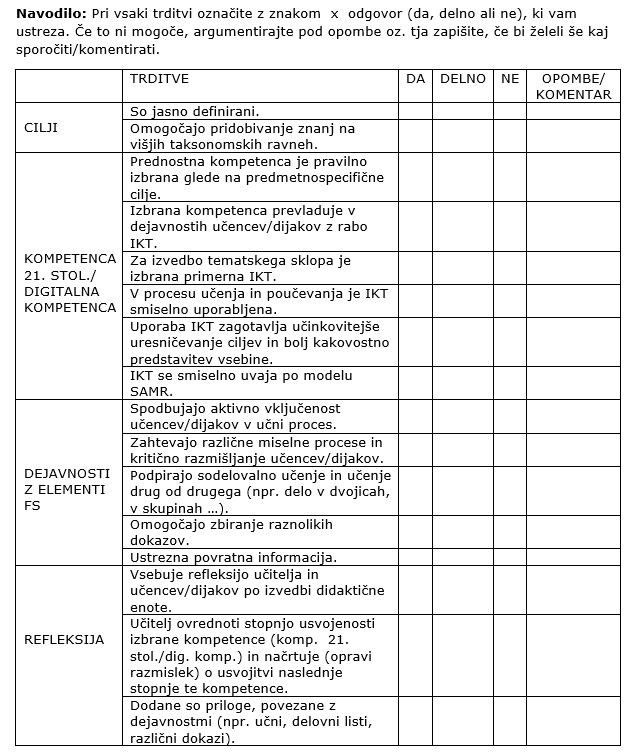 Navodilo: Pri vsaki trditvi označite z znakom  x  odgovor (da, delno ali ne), ki vam
ustreza. Če to ni mogoče, argumentirajte pod opombe oz. tja zapišite, če bi želeli še kaj
sporočiti/komentirati.
TRDITVE DA DELNO NE OPOMBE/
KOMENTAR
CILJI
So jasno definirani.
Omogočajo pridobivanje znanj na
višjih taksonomskih ravneh.
KOMPETENCA
21. STOL./
DIGITALNA
KOMPETENCA
Prednostna kompetenca je pravilno
izbrana glede na predmetnospecifične
cilje.
Izbrana kompetenca prevladuje v
dejavnostih učencev/dijakov z rabo
IKT.
Za izvedbo tematskega sklopa je
izbrana primerna IKT.
V procesu učenja in poučevanja je IKT
smiselno uporabljena.
Uporaba IKT zagotavlja učinkovitejše
uresničevanje ciljev in bolj kakovostno
predstavitev vsebine.
IKT se smiselno uvaja po modelu
SAMR.
DEJAVNOSTI
Z ELEMENTI
FS
Spodbujajo aktivno vključenost
učencev/dijakov v učni proces.
Zahtevajo različne miselne procese in
kritično razmišljanje učencev/dijakov.
Podpirajo sodelovalno učenje in učenje
drug od drugega (npr. delo v dvojicah,
v skupinah …).
Omogočajo zbiranje raznolikih
dokazov.
Ustrezna povratna informacija.
REFLEKSIJA
Vsebuje refleksijo učitelja in
učencev/dijakov po izvedbi didaktične
enote.
Učitelj ovrednoti stopnjo usvojenosti
izbrane kompetence (komp.  21.
stol./dig. komp.) in načrtuje (opravi
razmislek) o usvojitvi naslednje
stopnje te kompetence.
Dodane so priloge, povezane z
dejavnostmi (npr. učni, delovni listi,
različni dokazi).